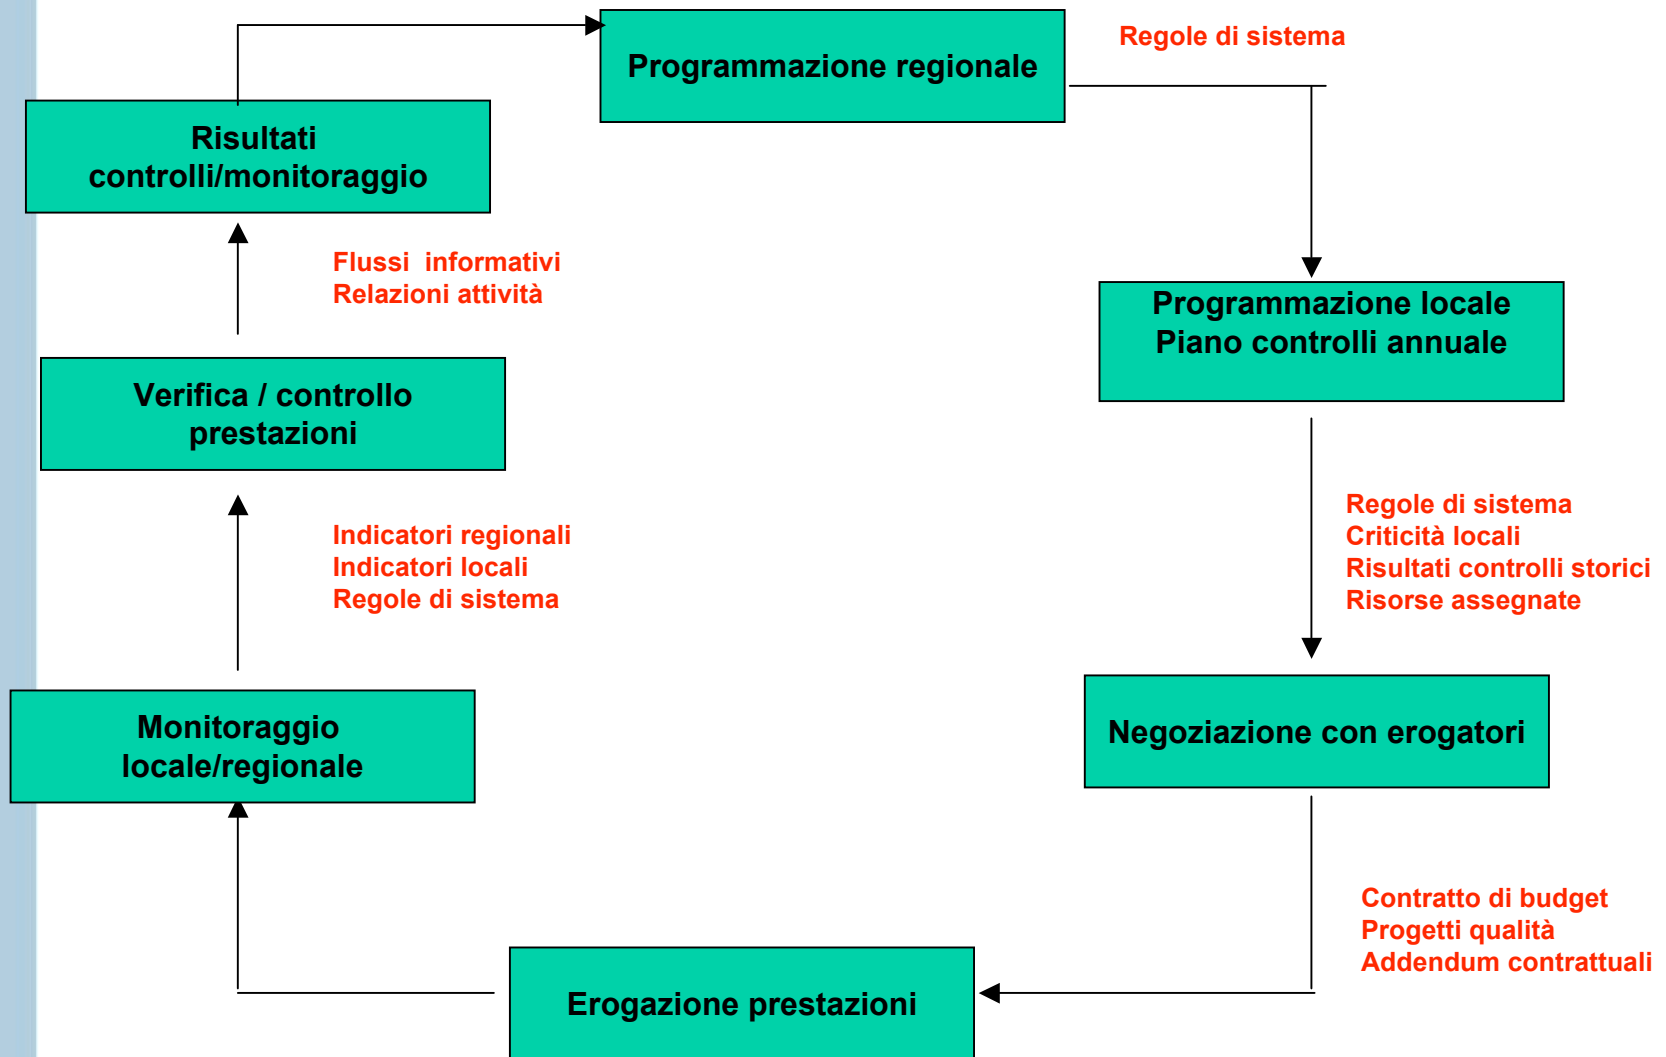 Programmazione regionale
Regole di sistema
Risultati
controlli/monitoraggio
Flussi informativi
Relazioni attività
Programmazione locale
Piano controlli annuale
Verifica / controllo
prestazioni
Regole di sistema
Criticità locali
Risultati controlli storici
Risorse assegnate
Indicatori regionali
Indicatori locali
Regole di sistema
Monitoraggio
locale/regionale
Negoziazione con erogatori
Contratto di budget
Progetti qualità
Addendum contrattuali
Erogazione prestazioni